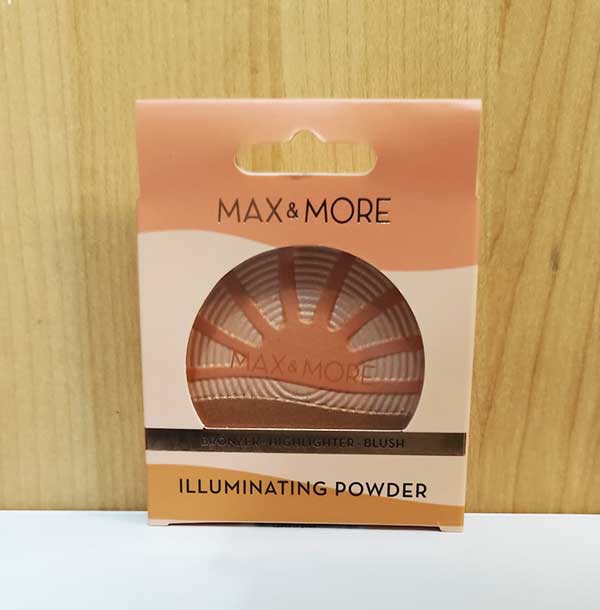 MAX & MORE
MAX & MORE
BRONZER - HIGHLIGHTER - BLUSH
ILLUMINATING POWDER